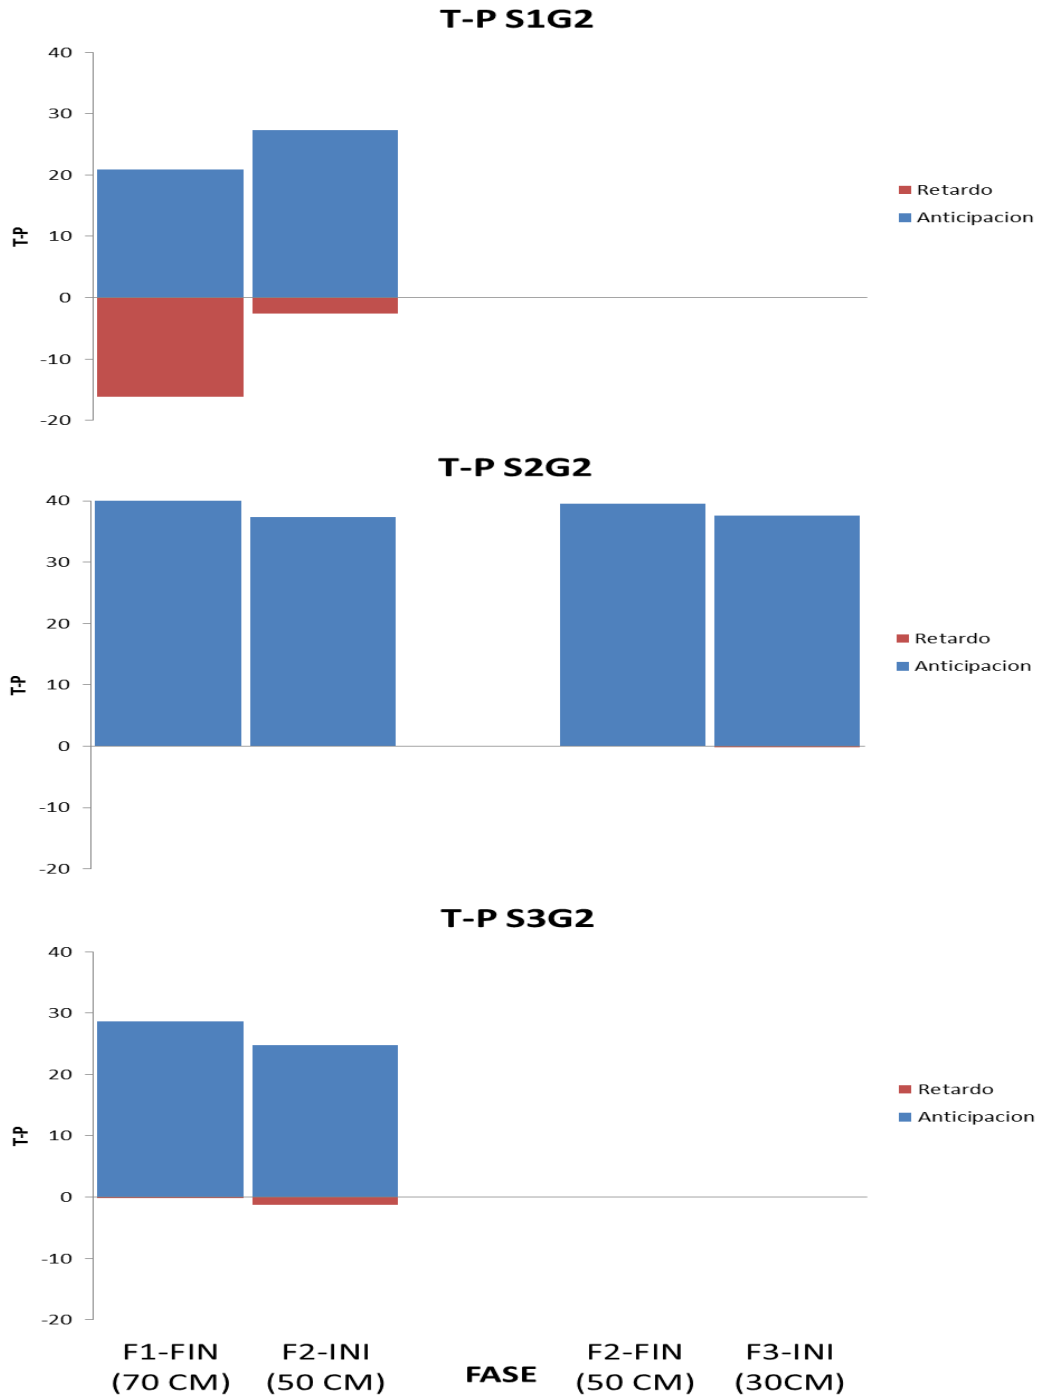 T-P S1G2
40
30
20
10
0
-10
-20
T-P
Retardo
Anticipacion
T-P S2G2
40
30
20
10
0
-10
-20
T-P
Retardo
Anticipacion
T-P S3G2
40
30
20
10
0
-10
-20
T-P
Retardo
Anticipacion
F1-FIN
(70 CM)
F2-INI
(50 CM)
FASE
F2-FIN
(50 CM)
F3-INI
(30CM)